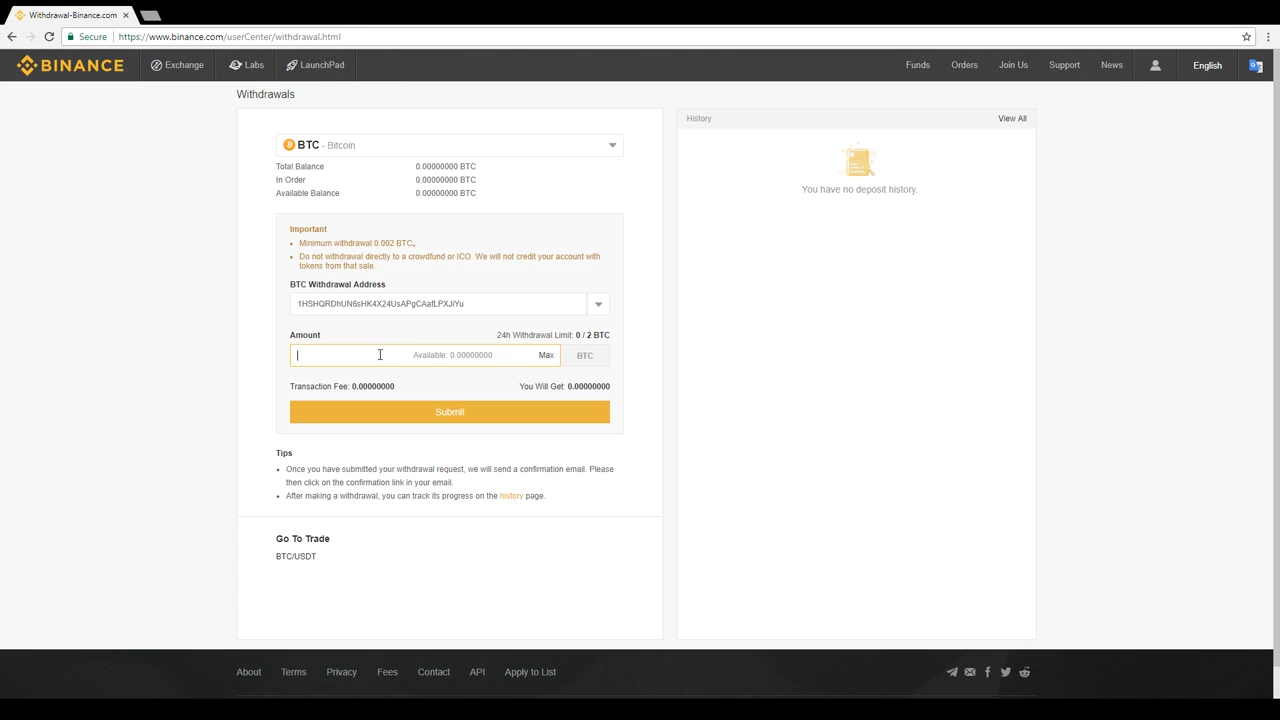 Withdrawal-Binance.com
Secure https://www.binance.com/userCenter/withdrawal.html
BINANCE Exchange Labs LaunchPad Funds Orders Join Us Support News English
Withdrawals
History View All
BTC - Bitcoin
You have no deposit history.
Total Balance 0.00000000 BTC
In Order 0.00000000 BTC
Available Balance 0.00000000 BTC
Important
• Minimum withdrawal:0.002 BTC。
• Do not withdrawal directly to a crowdfund or ICO. We will not credit your account with
tokens from that sale.
BTC Withdrawal Address
1HSHQRDhUN6sHK4X24UsAPgCAafLPXJiYu
Amount 24h Withdrawal Limit: 0 / 2 BTC
Available: 0.00000000 Max BTC
Transaction Fee: 0.00000000 You Will Get: 0.00000000
Submit
Tips
• Once you have submitted your withdrawal request, we will send a confirmation email. Please
then click on the confirmation link in your email.
• After making a withdrawal, you can track its progress on the history page.
Go To Trade
BTC/USDT
About Terms Privacy Fees Contact API Apply to List